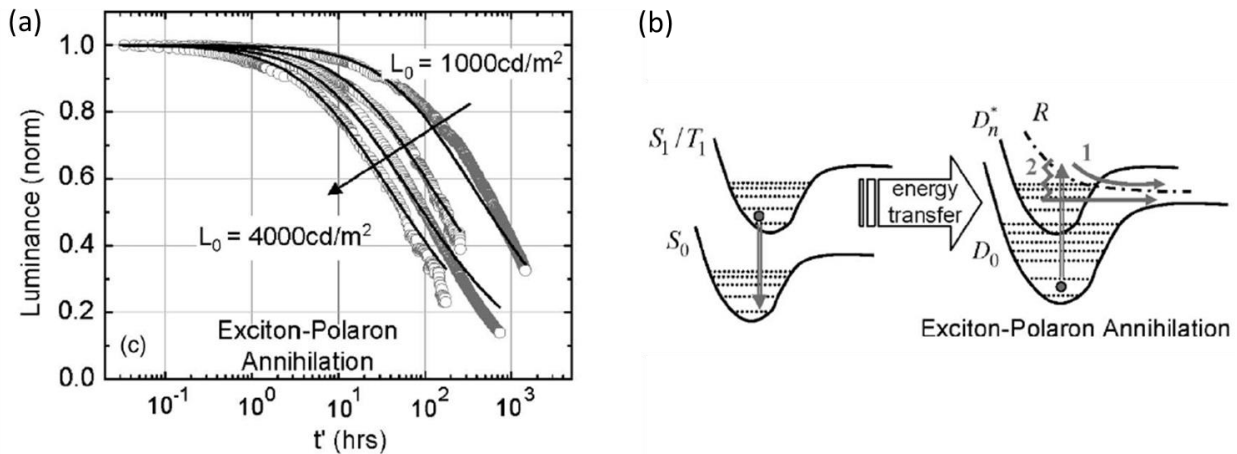 (a)
1.0
0.8
0.6
0.4
0.2
0.0
Luminance (norm)
L₀ = 1000cd/m²
L₀ = 4000cd/m²
(c)
Exciton-Polaron
Annihilation
10⁻¹
10⁰
10¹
10²
10³
t' (hrs)
(b)
S₁/T₁
S₀
energy
transfer
Dₙ*
R
1
2
D₀
Exciton-Polaron Annihilation